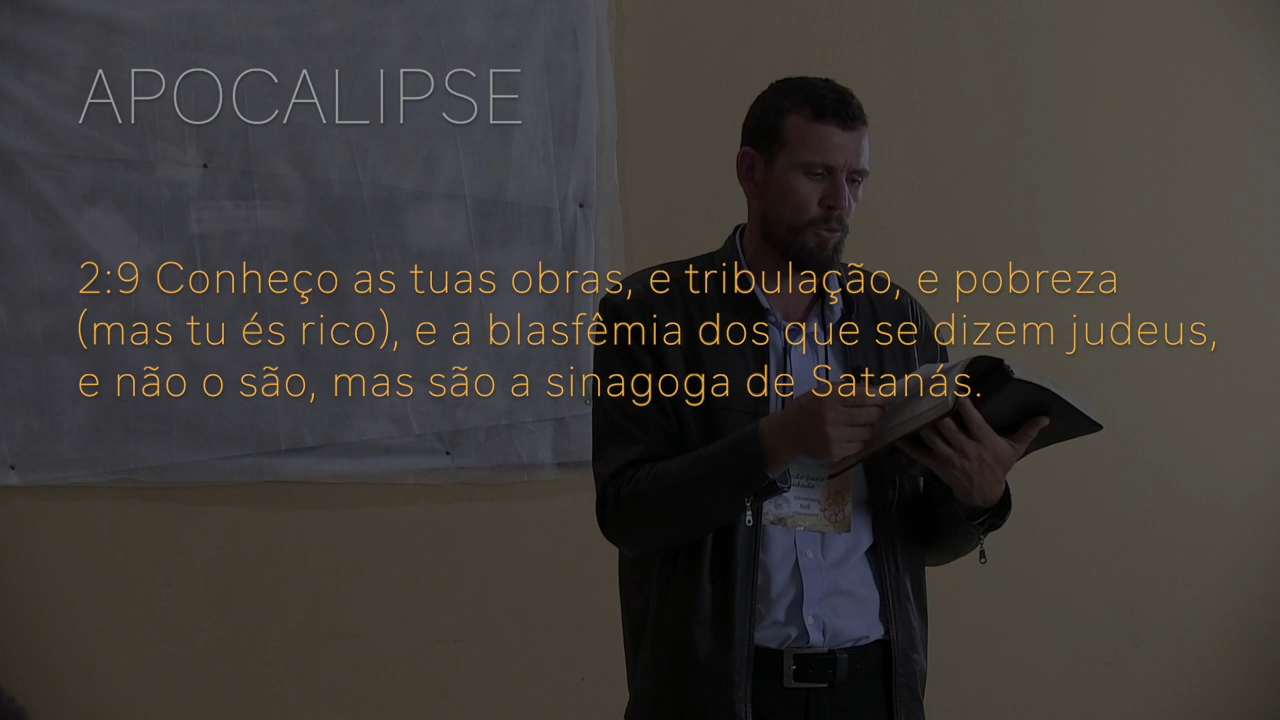 APOCALIPSE
2:9 Conheço as tuas obras, e tribulação, e pobreza
(mas tu és rico), e a blasfêmia dos que se dizem judeus,
e não o são, mas são a sinagoga de Satanás.